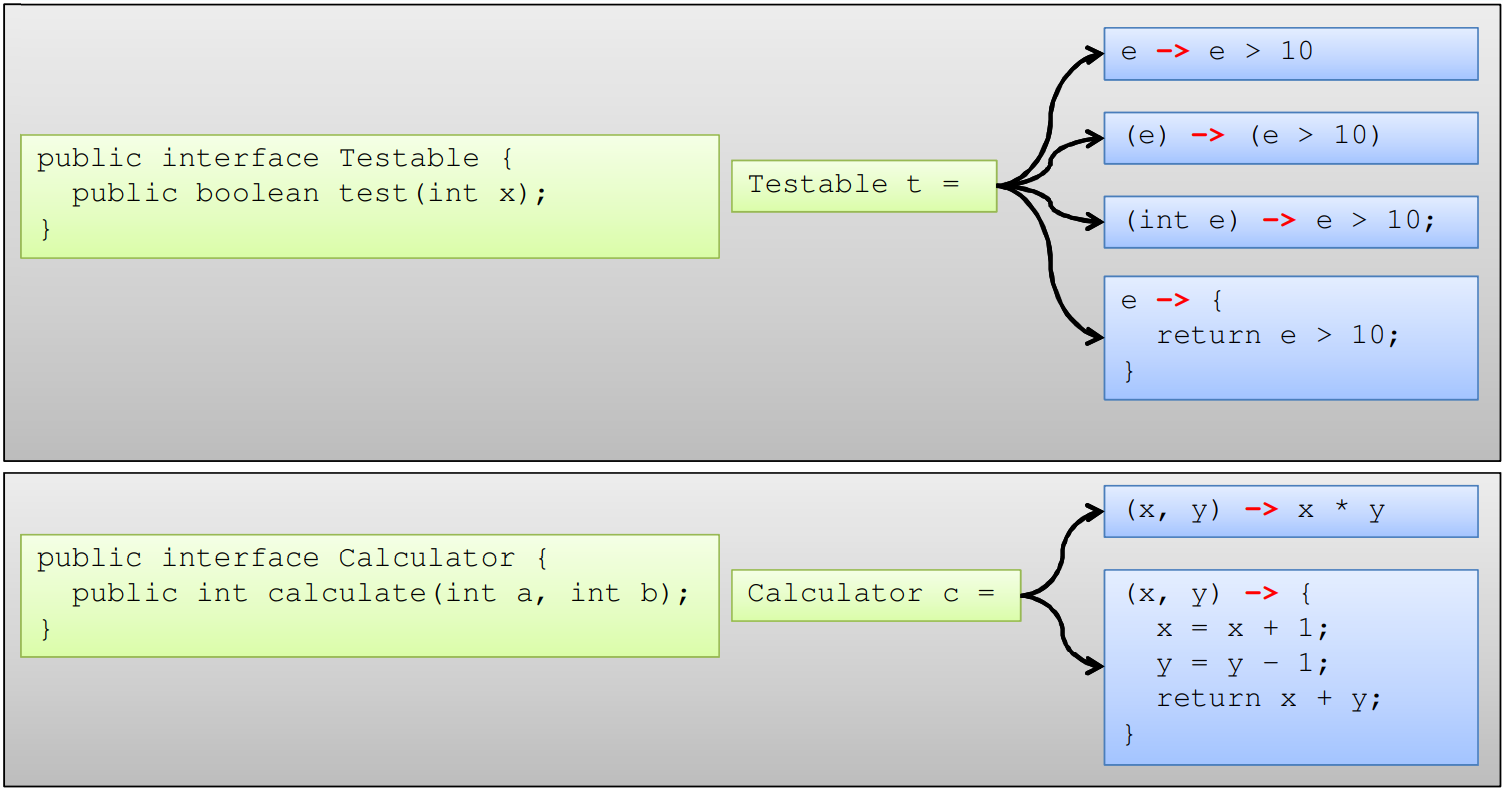 public interface Testable {
  public boolean test(int x);
}
Testable t =
e -> e > 10
(e) -> (e > 10)
(int e) -> e > 10;
e -> {
  return e > 10;
}
public interface Calculator {
  public int calculate(int a, int b);
}
Calculator c =
(x, y) -> x * y
(x, y) -> {
  x = x + 1;
  y = y – 1;
  return x + y;
}